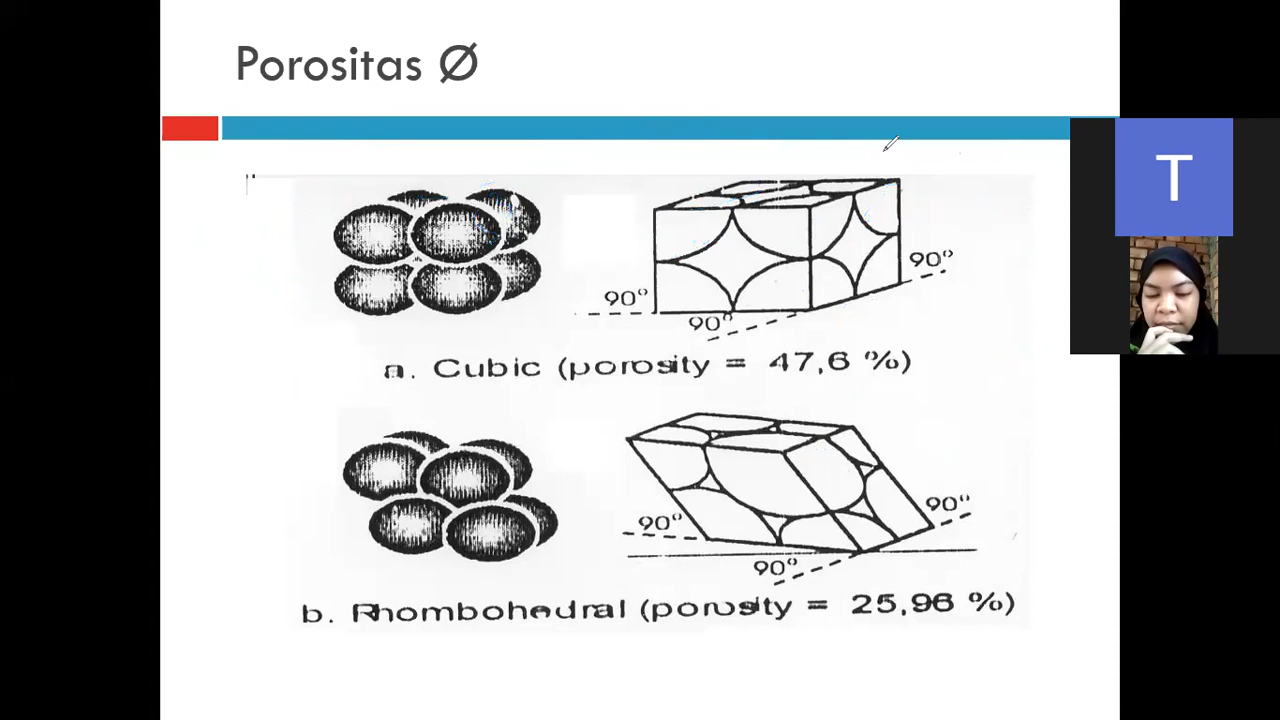 Porositas Ø
T
90°
90°
90°
a. Cubic (porosity = 47,6 %)
90°
90°
90°
b. Rhombohedral (porosity = 25,96 %)